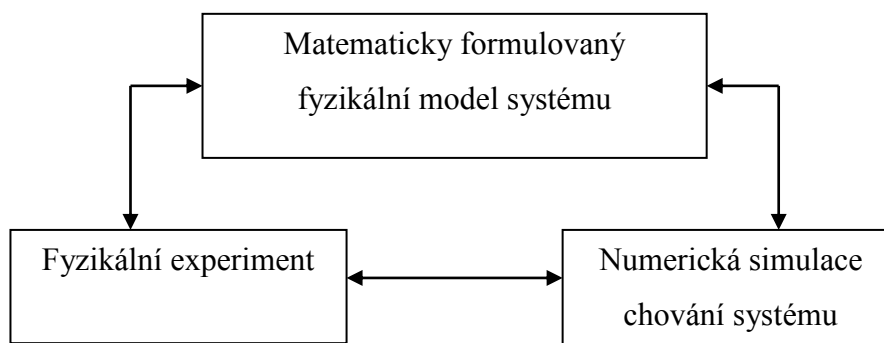 Matematicky formulovaný
fyzikální model systému
Fyzikální experiment
Numerická simulace
chování systému